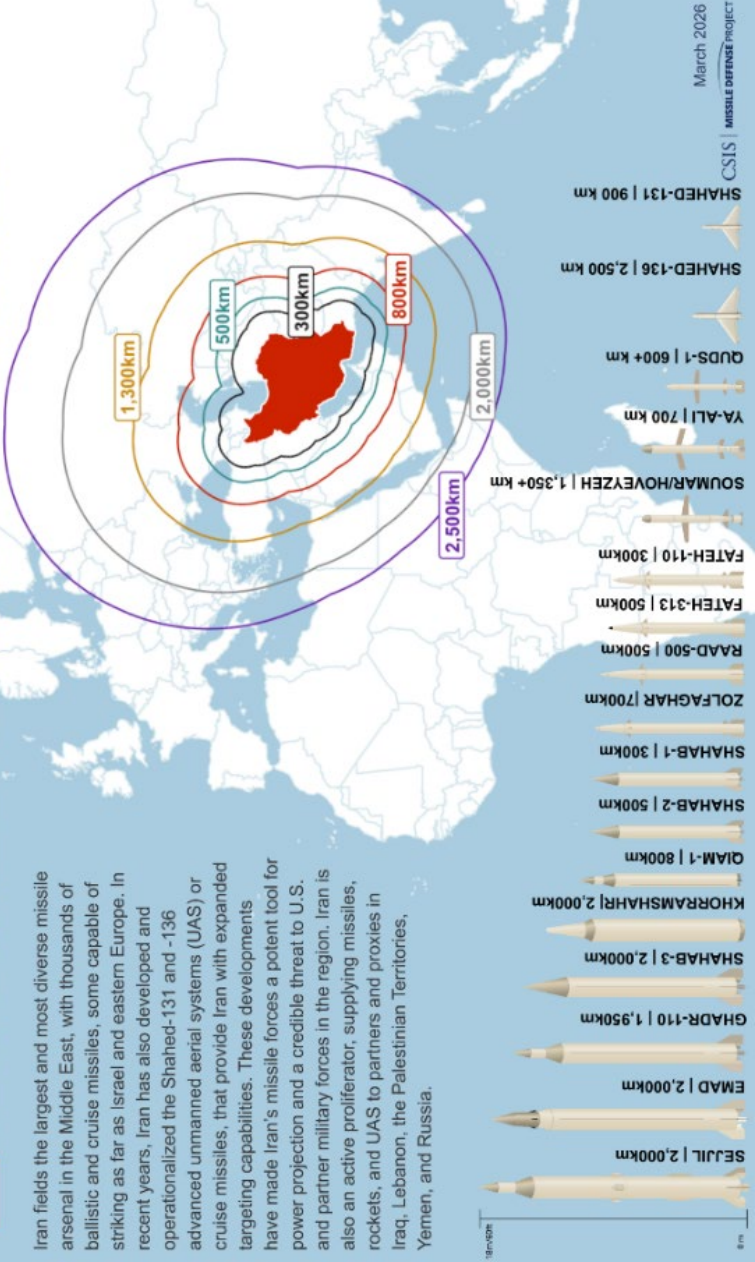 Iran fields the largest and most diverse missile
arsenal in the Middle East, with thousands of
ballistic and cruise missiles, some capable of
striking as far as Israel and eastern Europe. In
recent years, Iran has also developed and
operationalized the Shahed-131 and -136
advanced unmanned aerial systems (UAS) or
cruise missiles, that provide Iran with expanded
targeting capabilities. These developments
have made Iran's missile forces a potent tool for
power projection and a credible threat to U.S.
and partner military forces in the region. Iran is
also an active proliferator, supplying missiles,
rockets, and UAS to partners and proxies in
Iraq, Lebanon, the Palestinian Territories,
Yemen, and Russia.
1,300km
500km
300km
800km
2,000km
2,500km
18m/60ft
0 m
SEJJIL | 2,000km
EMAD | 2,000km
GHADR-110 | 1,950km
SHAHAB-3 | 2,000km
KHORRAMSHAHR| 2,000km
QIAM-1 | 800km
SHAHAB-2 | 500km
SHAHAB-1 | 300km
ZOLFAGHAR |700km
RAAD-500 | 500km
FATEH-313 | 500km
FATEH-110 | 300km
SOUMAR/HOVEYZEH | 1,350+ km
YA-ALI | 700 km
QUDS-1 | 600+ km
SHAHED-136 | 2,500 km
SHAHED-131 | 900 km
March 2026
CSIS | MISSILE DEFENSE PROJECT